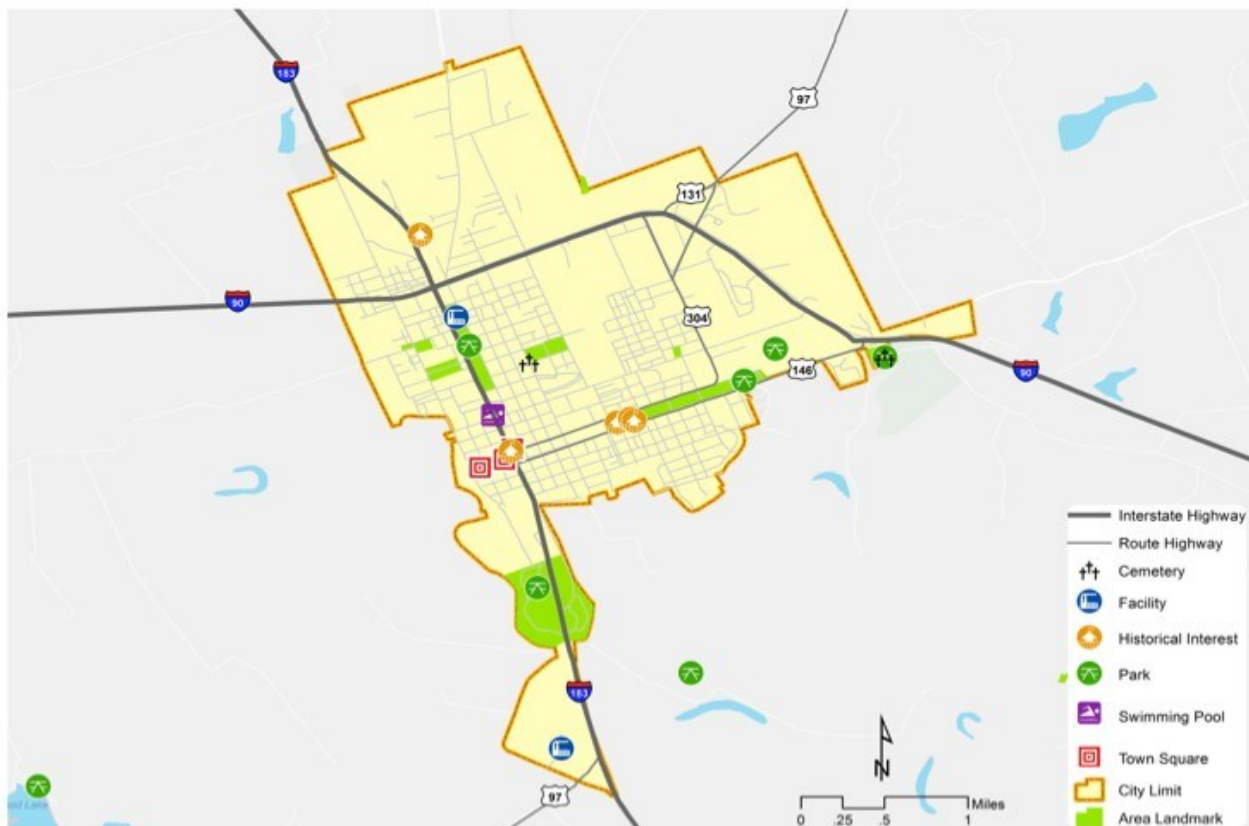 183
97
131
90
304
146
90
183
97
Interstate Highway
Route Highway
Cemetery
Facility
Historical Interest
Park
Swimming Pool
Town Square
City Limit
Area Landmark
N
Miles
0 .25 .5 1
Lake